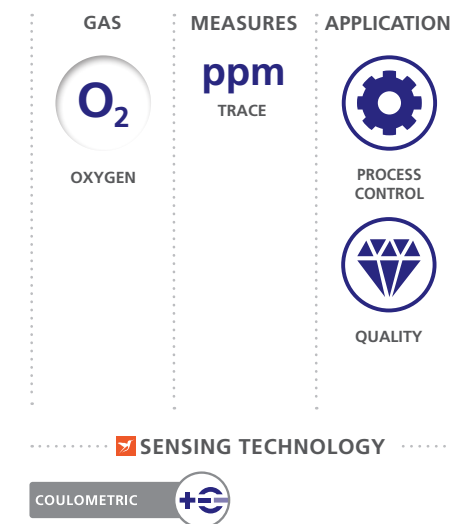 GAS
MEASURES
APPLICATION
O₂
OXYGEN
ppm
TRACE
PROCESS
CONTROL
QUALITY
SENSING TECHNOLOGY
COULOMETRIC